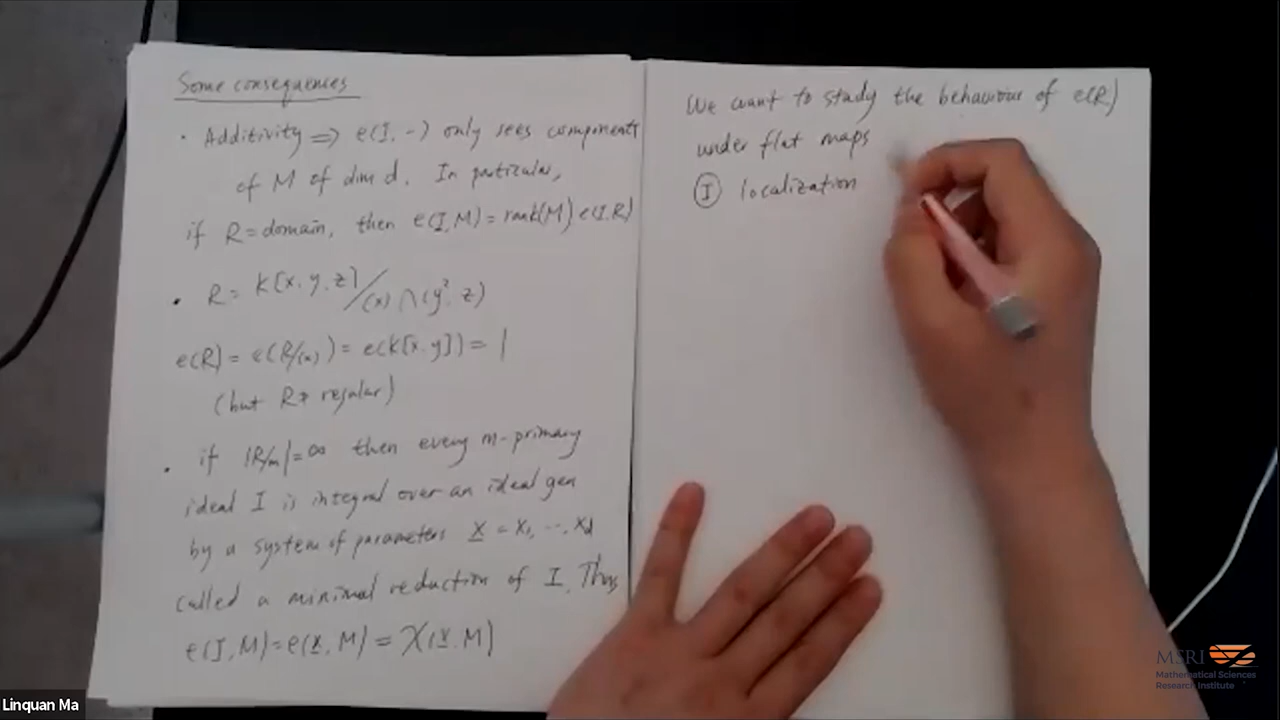 Some consequences
· Additivity ⇒ e(I, -) only sees components
of M of dim d. In particular,
if R = domain, then e(I, M) = rank(M) e(I, R)
· R = K[x, y, z]/(x) ∩ (y², z)
e(R) = e(R/(x)) = e(K[x, y]) = 1
(but R ≠ regular)
· if |R/m| = ∞ then every m-primary
ideal I is integral over an ideal gen
by a system of parameters x = x₁, ..., x_d
called a minimal reduction of I. Thus
e(I, M) = e(x, M) = χ(x, M)
We want to study the behaviour of e(R)
under flat maps
Ⓘ localization
MSRI
Mathematical Sciences
Research Institute
Linquan Ma